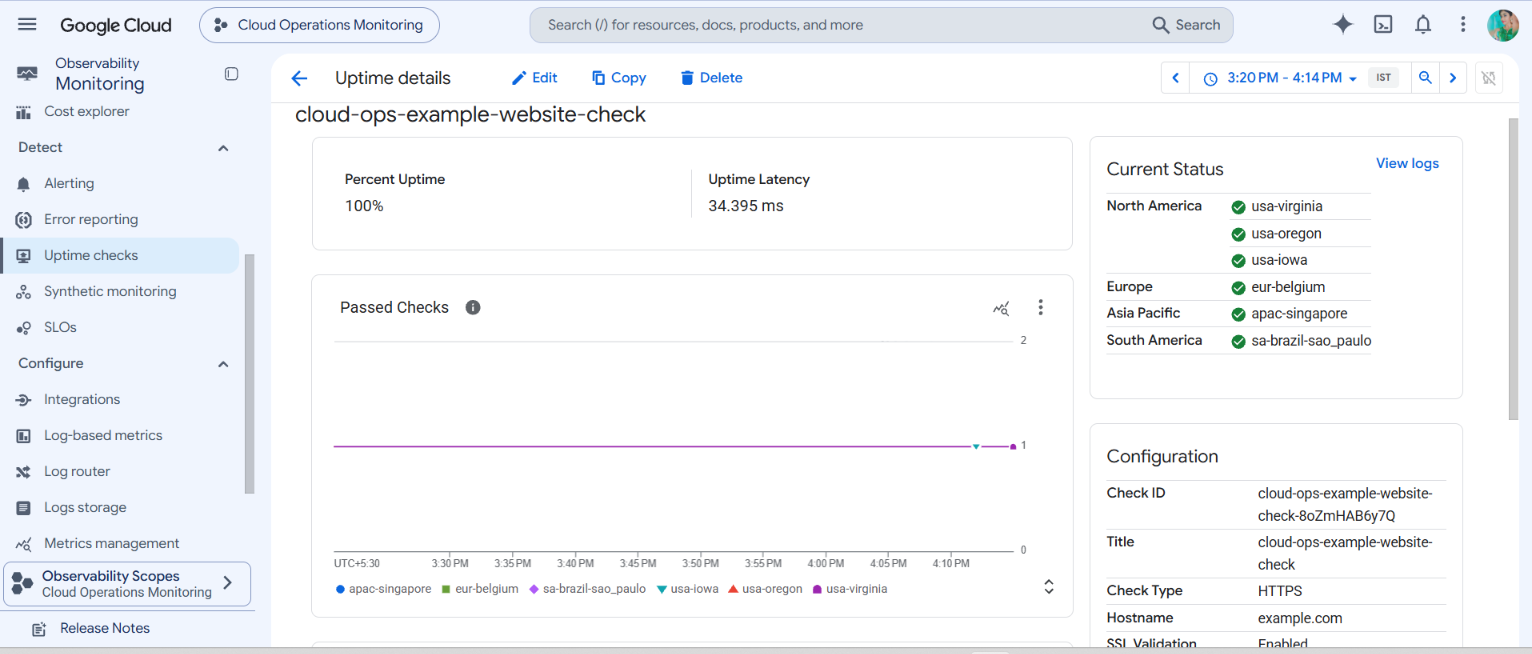 Google Cloud
Cloud Operations Monitoring
Search (/) for resources, docs, products, and more
Search
Observability
Monitoring
Cost explorer
Detect
Alerting
Error reporting
Uptime checks
Synthetic monitoring
SLOs
Configure
Integrations
Log-based metrics
Log router
Logs storage
Metrics management
Observability Scopes
Cloud Operations Monitoring
Release Notes
Uptime details
Edit
Copy
Delete
3:20 PM - 4:14 PM
IST
cloud-ops-example-website-check
Percent Uptime
100%
Uptime Latency
34.395 ms
Passed Checks
2
1
0
UTC+5:30 3:30 PM 3:35 PM 3:40 PM 3:45 PM 3:50 PM 3:55 PM 4:00 PM 4:05 PM 4:10 PM
apac-singapore eur-belgium sa-brazil-sao_paulo usa-iowa usa-oregon usa-virginia
Current Status
View logs
North America usa-virginia
usa-oregon
usa-iowa
Europe eur-belgium
Asia Pacific apac-singapore
South America sa-brazil-sao_paulo
Configuration
Check ID cloud-ops-example-website-
check-8oZmHAB6y7Q
Title cloud-ops-example-website-
check
Check Type HTTPS
Hostname example.com
SSL Validation Enabled